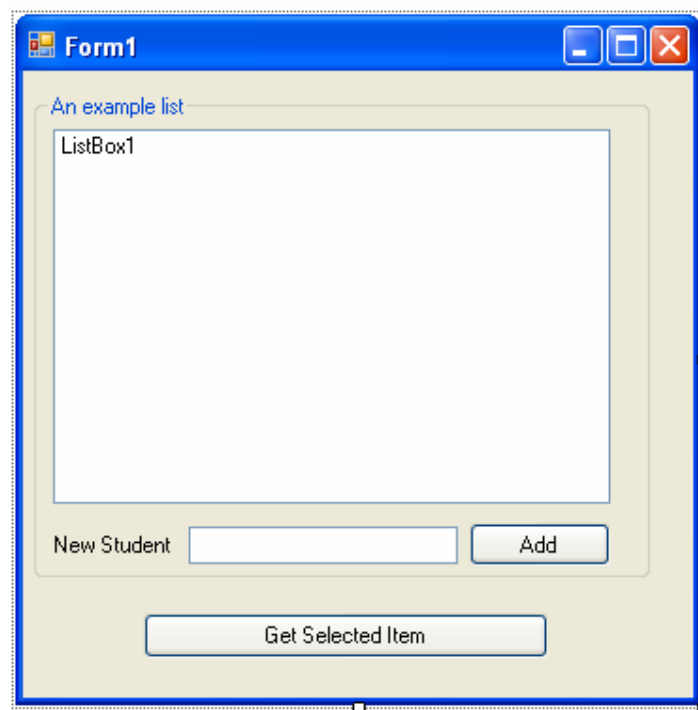 Form1
An example list
ListBox1
New Student
Add
Get Selected Item